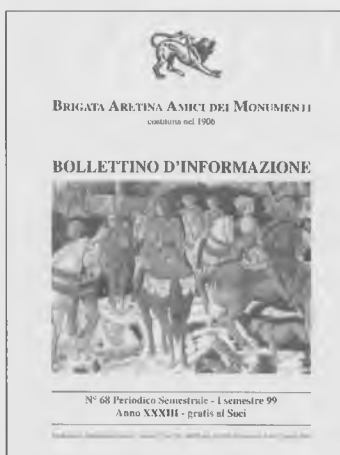 BRIGATA ARETINA AMICI DEI MONUMENTI
costituita nel 1906
BOLLETTINO D'INFORMAZIONE
N° 68 Periodico Semestrale - I semestre 99
Anno XXXIII - gratis ai Soci